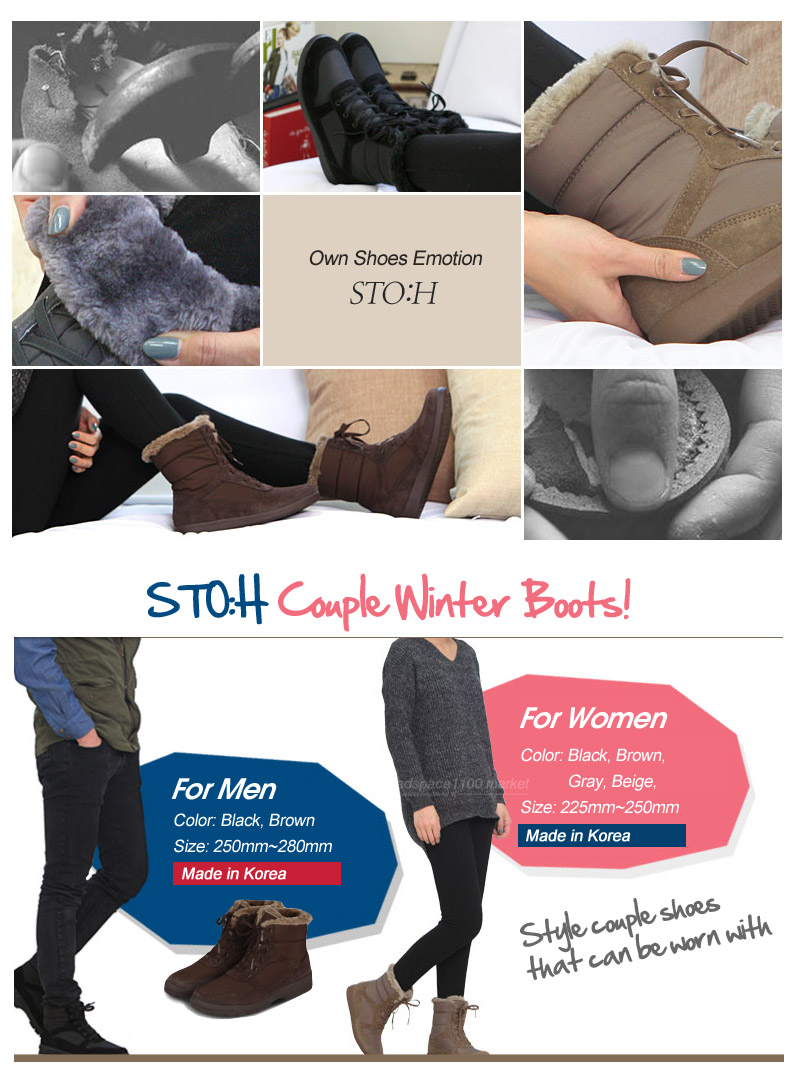 Own Shoes Emotion
STO:H
STO:H Couple Winter Boots!
For Men
Color: Black, Brown
Size: 250mm~280mm
Made in Korea
For Women
Color: Black, Brown,
Gray, Beige,
Size: 225mm~250mm
Made in Korea
adspace1100 market
Style couple shoes
that can be worn with